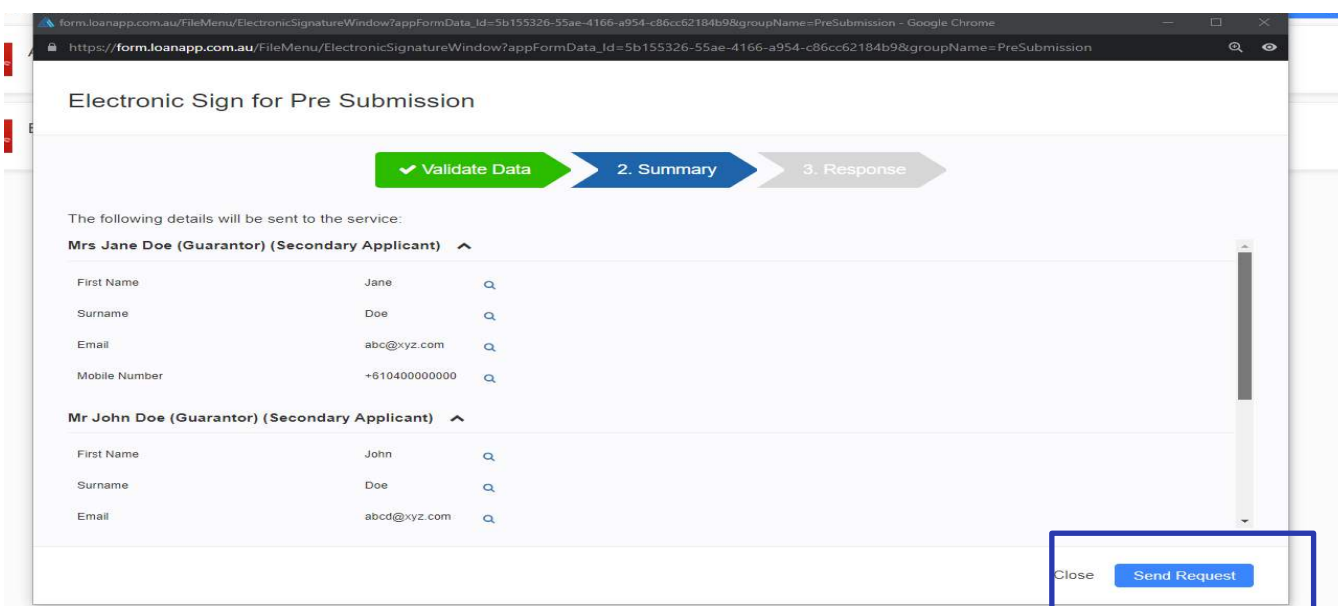 form.loanapp.com.au/FileMenu/ElectronicSignatureWindow?appFormData_Id=5b155326-55ae-4166-a954-c86cc62184b9&groupName=PreSubmission - Google Chrome
https://form.loanapp.com.au/FileMenu/ElectronicSignatureWindow?appFormData_Id=5b155326-55ae-4166-a954-c86cc62184b9&groupName=PreSubmission
Electronic Sign for Pre Submission
Validate Data 2. Summary 3. Response
The following details will be sent to the service:
Mrs Jane Doe (Guarantor) (Secondary Applicant)
First Name Jane
Surname Doe
Email abc@xyz.com
Mobile Number +610400000000
Mr John Doe (Guarantor) (Secondary Applicant)
First Name John
Surname Doe
Email abcd@xyz.com
Close Send Request